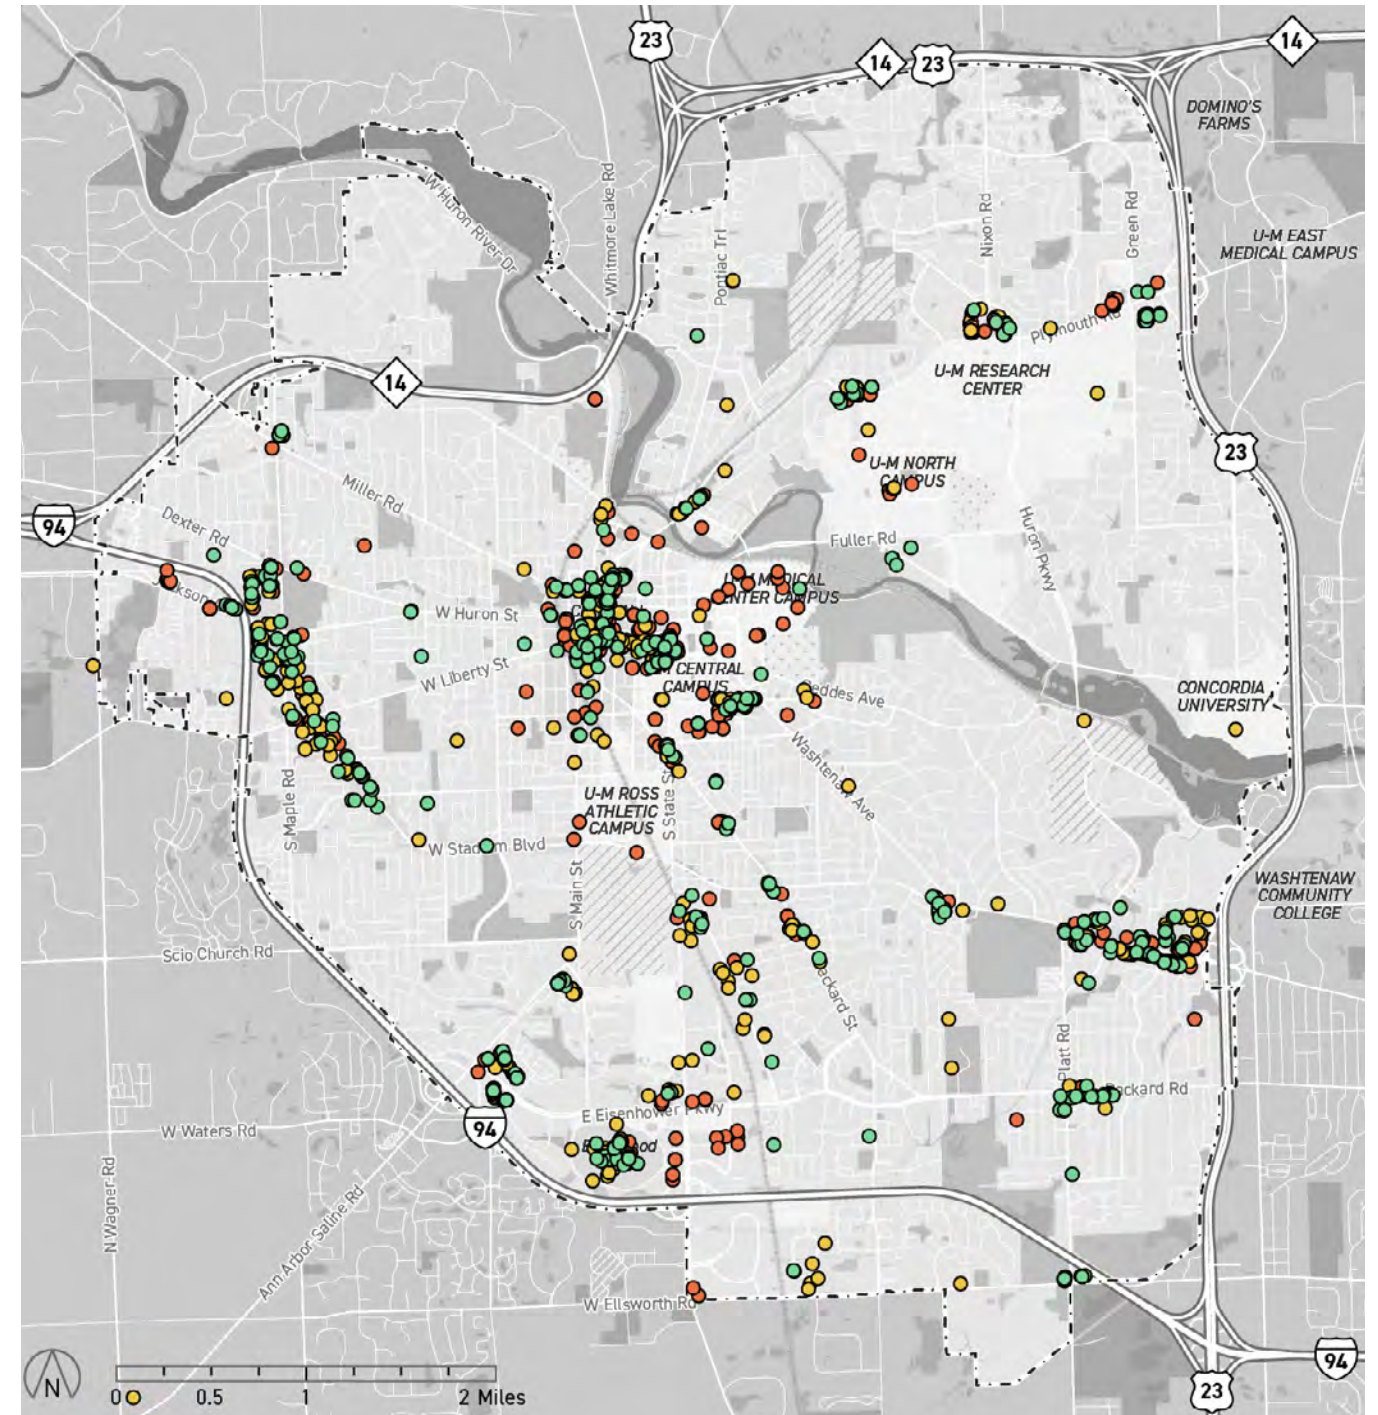 23
14
14
23
DOMINO'S
FARMS
Whitmore Lake Rd
W Huron River Dr
Pontiac Trl
Nixon Rd
Green Rd
U-M EAST
MEDICAL CAMPUS
Plymouth Rd
14
U-M RESEARCH
CENTER
23
U-M NORTH
CAMPUS
Miller Rd
94
Dexter Rd
Fuller Rd
Huron Pkwy
Jackson
U-M MEDICAL
CENTER CAMPUS
W Huron St
W Liberty St
M CENTRAL
CAMPUS
Geddes Ave
CONCORDIA
UNIVERSITY
Washtenaw Ave
S Maple Rd
U-M ROSS
ATHLETIC
CAMPUS
S State St
W Stadium Blvd
S Main St
WASHTENAW
COMMUNITY
COLLEGE
Scio Church Rd
Packard St
Platt Rd
Packard Rd
E Eisenhower Pkwy
94
W Waters Rd
N Wagner Rd
Ann Arbor Saline Rd
W Ellsworth Rd
N
0 0.5 1 2 Miles
94
23